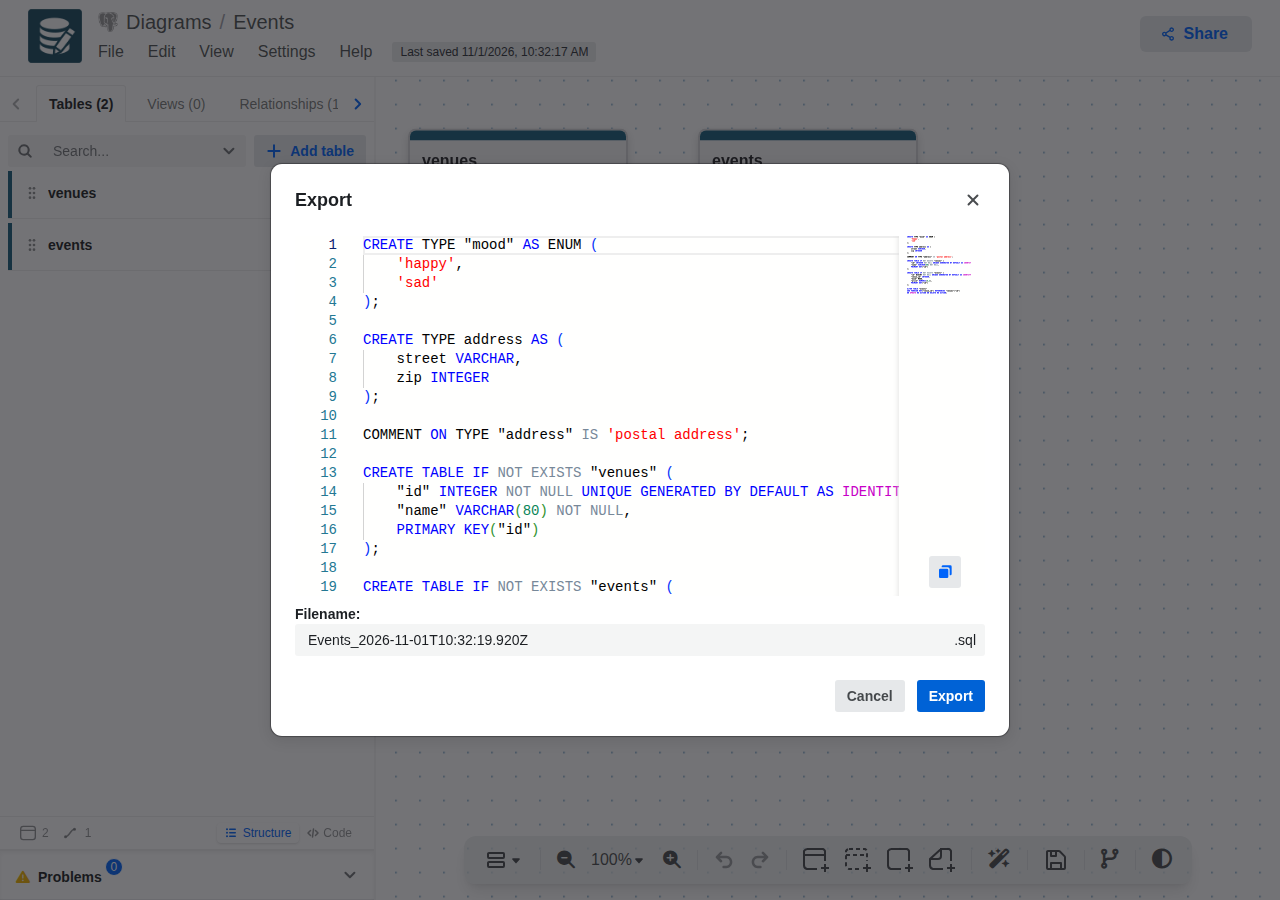 Diagrams / Events
File Edit View Settings Help Last saved 11/1/2026, 10:32:17 AM
Share
Tables (2) Views (0) Relationships (1
Search... Add table
venues
events
venues events
Export
1 CREATE TYPE "mood" AS ENUM (
2 'happy',
3 'sad'
4 );
5
6 CREATE TYPE address AS (
7 street VARCHAR,
8 zip INTEGER
9 );
10
11 COMMENT ON TYPE "address" IS 'postal address';
12
13 CREATE TABLE IF NOT EXISTS "venues" (
14 "id" INTEGER NOT NULL UNIQUE GENERATED BY DEFAULT AS IDENTIT
15 "name" VARCHAR(80) NOT NULL,
16 PRIMARY KEY("id")
17 );
18
19 CREATE TABLE IF NOT EXISTS "events" (
Filename:
Events_2026-11-01T10:32:19.920Z .sql
Cancel Export
2 1 Structure Code
Problems 0
100%